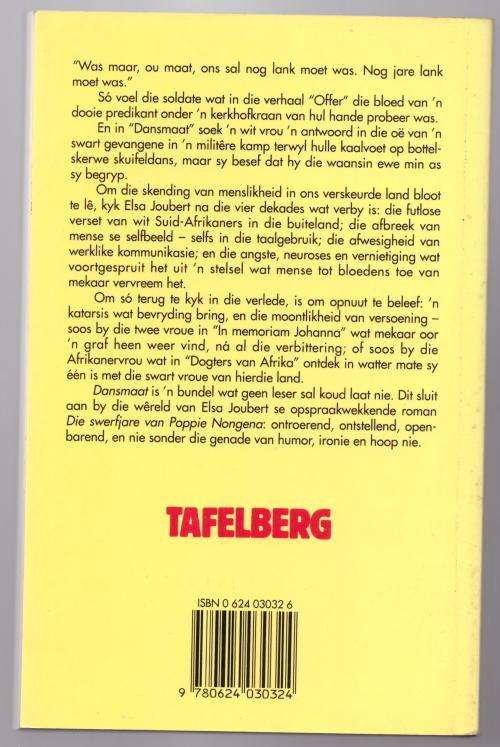 "Was maar, ou maat, ons sal nog lank moet was. Nog jare lank
moet was."
Só voel die soldate wat in die verhaal "Offer" die bloed van 'n
dooie predikant onder 'n kerkhofkraan van hul hande probeer was.
En in "Dansmaat" soek 'n wit vrou 'n antwoord in die oë van 'n
swart gevangene in 'n militêre kamp terwyl hulle kaalvoet op bottel-
skerwe skuifeldans, maar sy besef dat hy die waansin ewe min as
sy begryp.
Om die skending van menslikheid in ons verskeurde land bloot
te lê, kyk Elsa Joubert na die vier dekades wat verby is: die futlose
verset van wit Suid-Afrikaners in die buiteland; die afbreek van
mense se selfbeeld – selfs in die taalgebruik; die afwesigheid van
werklike kommunikasie; en die angste, neuroses en vernietiging wat
voortgespruit het uit 'n stelsel wat mense tot bloedens toe van
mekaar vervreem het.
Om só terug te kyk in die verlede, is om opnuut te beleef: 'n
katarsis wat bevryding bring, en die moontlikheid van versoening –
soos by die twee vroue in "In memoriam Johanna" wat mekaar oor
'n graf heen weer vind, ná al die verbittering; of soos by die
Afrikanervrou wat in "Dogters van Afrika" ontdek in watter mate sy
één is met die swart vroue van hierdie land.
Dansmaat is 'n bundel wat geen leser sal koud laat nie. Dit sluit
aan by die wêreld van Elsa Joubert se opspraakwekkende roman
Die swerfjare van Poppie Nongena: ontroerend, ontstellend, open-
barend, en nie sonder die genade van humor, ironie en hoop nie.
TAFELBERG
ISBN 0 624 03032 6
9 780624 030324